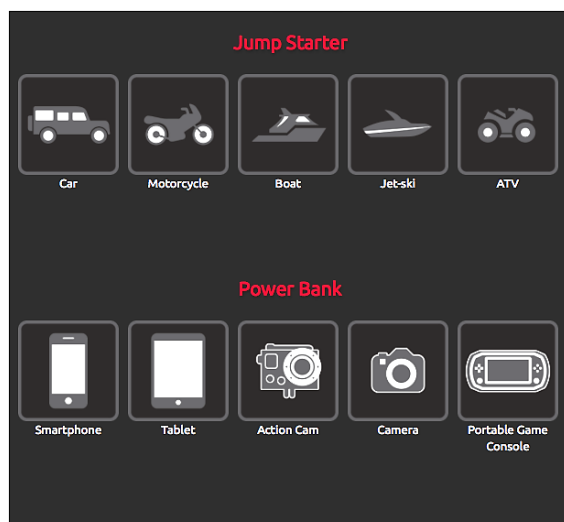 Jump Starter
Car
Motorcycle
Boat
Jet-ski
ATV
Power Bank
Smartphone
Tablet
Action Cam
Camera
Portable Game
Console